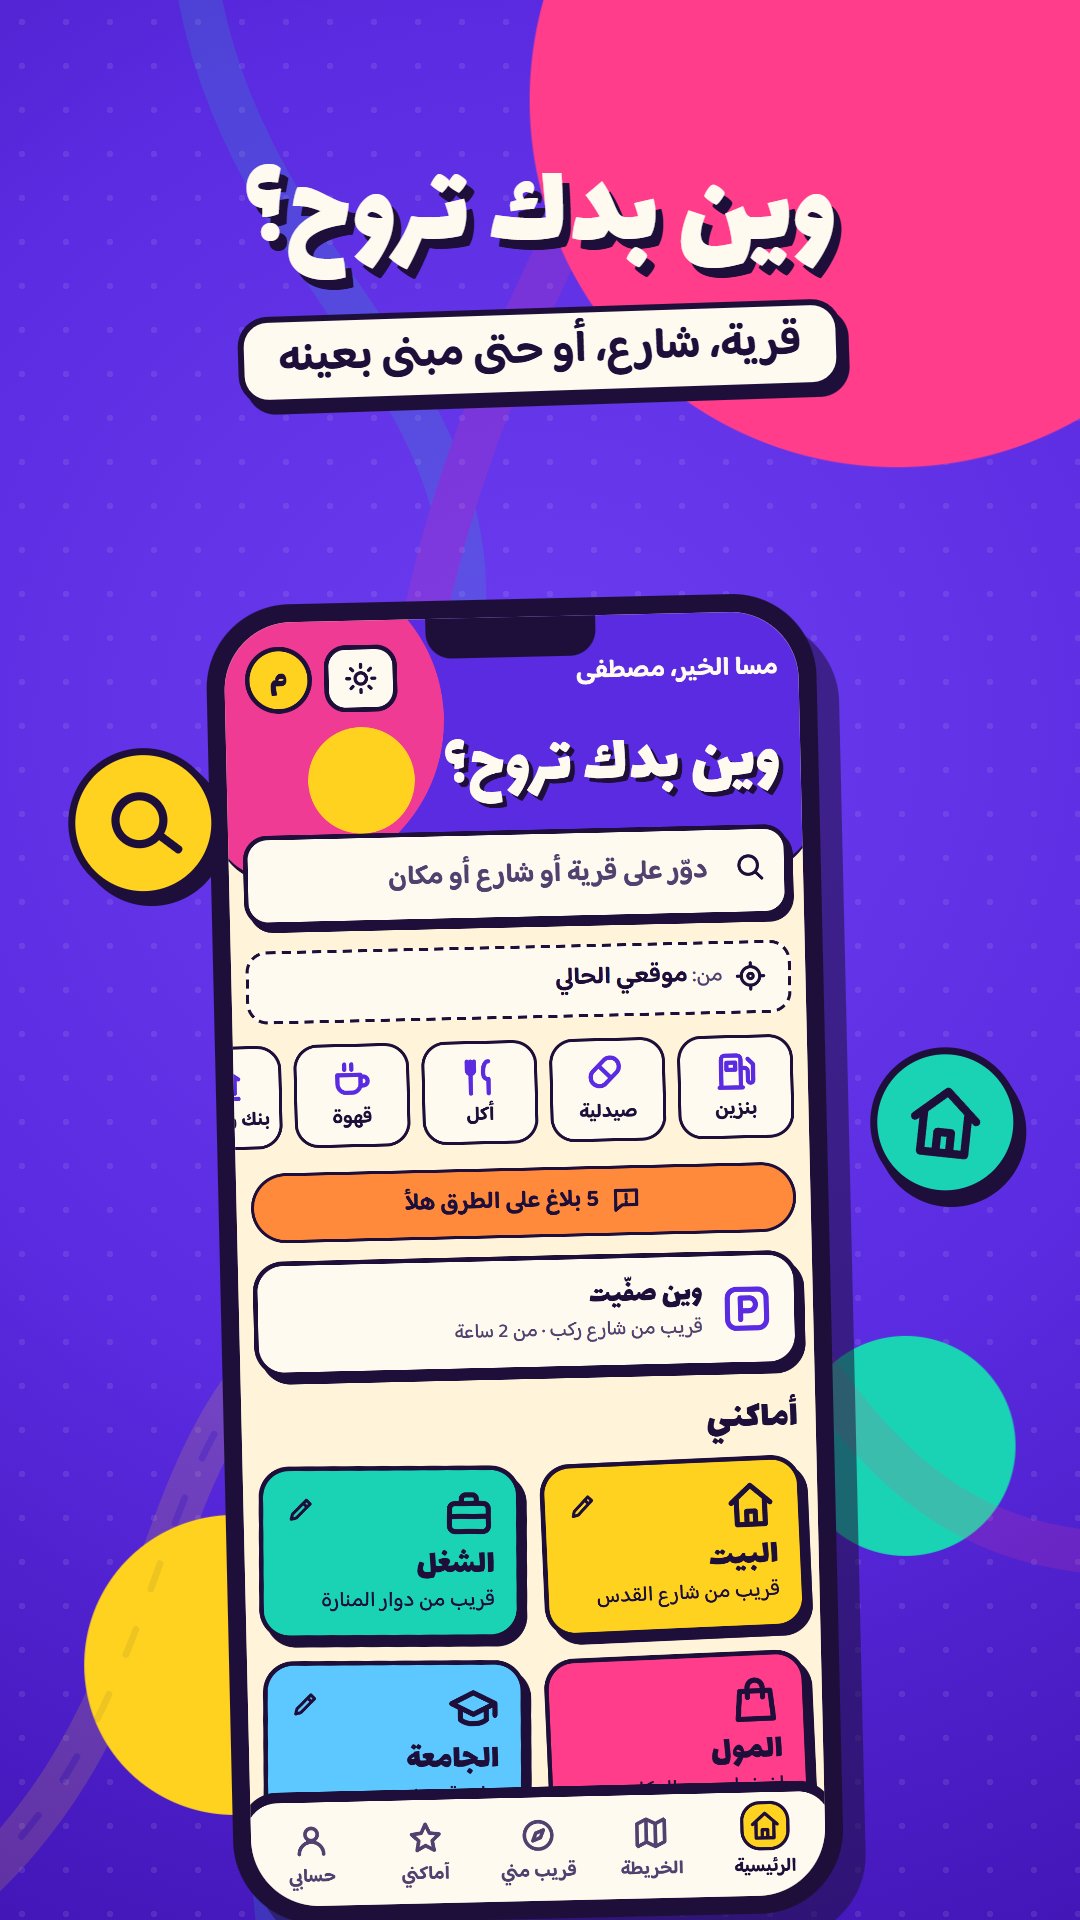 وين بدك تروح؟
قرية، شارع، أو حتى مبنى بعينه
مسا الخير، مصطفى
م
وين بدك تروح؟
دوّر على قرية أو شارع أو مكان
من: موقعي الحالي
بنزين
صيدلية
أكل
قهوة
بنك
5 بلاغ على الطرق هلأ
وين صفّيت
قريب من شارع ركب · من 2 ساعة
أماكني
البيت
قريب من شارع القدس
الشغل
قريب من دوار المنارة
المول
الجامعة
الرئيسية
الخريطة
قريب مني
أماكني
حسابي